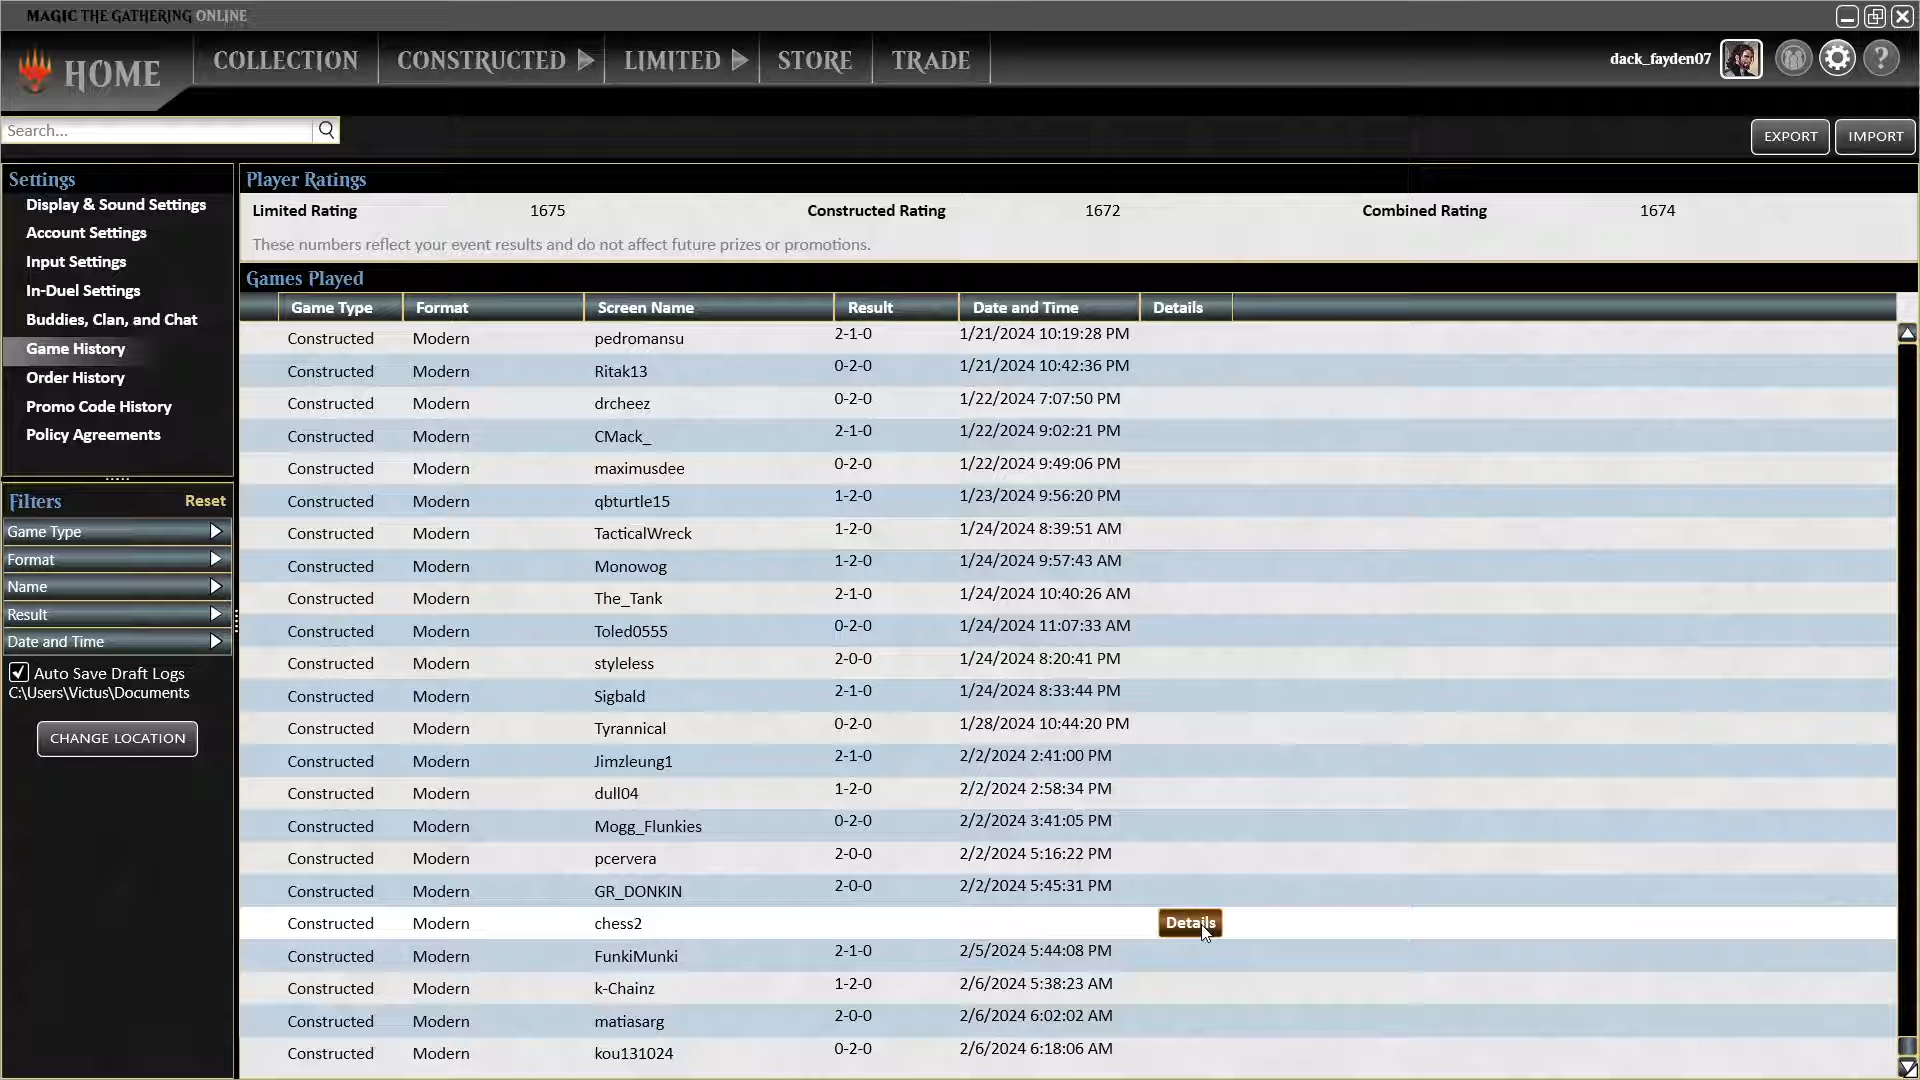 MAGIC THE GATHERING ONLINE
HOME
COLLECTION
CONSTRUCTED
LIMITED
STORE
TRADE
dack_fayden07
?
Search...
EXPORT
IMPORT
Settings
Display & Sound Settings
Account Settings
Input Settings
In-Duel Settings
Buddies, Clan, and Chat
Game History
Order History
Promo Code History
Policy Agreements
Filters Reset
Game Type
Format
Name
Result
Date and Time
Auto Save Draft Logs
C:\Users\Victus\Documents
CHANGE LOCATION
Player Ratings
Limited Rating 1675 Constructed Rating 1672 Combined Rating 1674
These numbers reflect your event results and do not affect future prizes or promotions.
Games Played
Game Type Format Screen Name Result Date and Time Details
Constructed Modern pedromansu 2-1-0 1/21/2024 10:19:28 PM
Constructed Modern Ritak13 0-2-0 1/21/2024 10:42:36 PM
Constructed Modern drcheez 0-2-0 1/22/2024 7:07:50 PM
Constructed Modern CMack_ 2-1-0 1/22/2024 9:02:21 PM
Constructed Modern maximusdee 0-2-0 1/22/2024 9:49:06 PM
Constructed Modern qbturtle15 1-2-0 1/23/2024 9:56:20 PM
Constructed Modern TacticalWreck 1-2-0 1/24/2024 8:39:51 AM
Constructed Modern Monowog 1-2-0 1/24/2024 9:57:43 AM
Constructed Modern The_Tank 2-1-0 1/24/2024 10:40:26 AM
Constructed Modern Toled0555 0-2-0 1/24/2024 11:07:33 AM
Constructed Modern styleless 2-0-0 1/24/2024 8:20:41 PM
Constructed Modern Sigbald 2-1-0 1/24/2024 8:33:44 PM
Constructed Modern Tyrannical 0-2-0 1/28/2024 10:44:20 PM
Constructed Modern Jimzleung1 2-1-0 2/2/2024 2:41:00 PM
Constructed Modern dull04 1-2-0 2/2/2024 2:58:34 PM
Constructed Modern Mogg_Flunkies 0-2-0 2/2/2024 3:41:05 PM
Constructed Modern pcervera 2-0-0 2/2/2024 5:16:22 PM
Constructed Modern GR_DONKIN 2-0-0 2/2/2024 5:45:31 PM
Constructed Modern chess2 Details
Constructed Modern FunkiMunki 2-1-0 2/5/2024 5:44:08 PM
Constructed Modern k-Chainz 1-2-0 2/6/2024 5:38:23 AM
Constructed Modern matiasarg 2-0-0 2/6/2024 6:02:02 AM
Constructed Modern kou131024 0-2-0 2/6/2024 6:18:06 AM